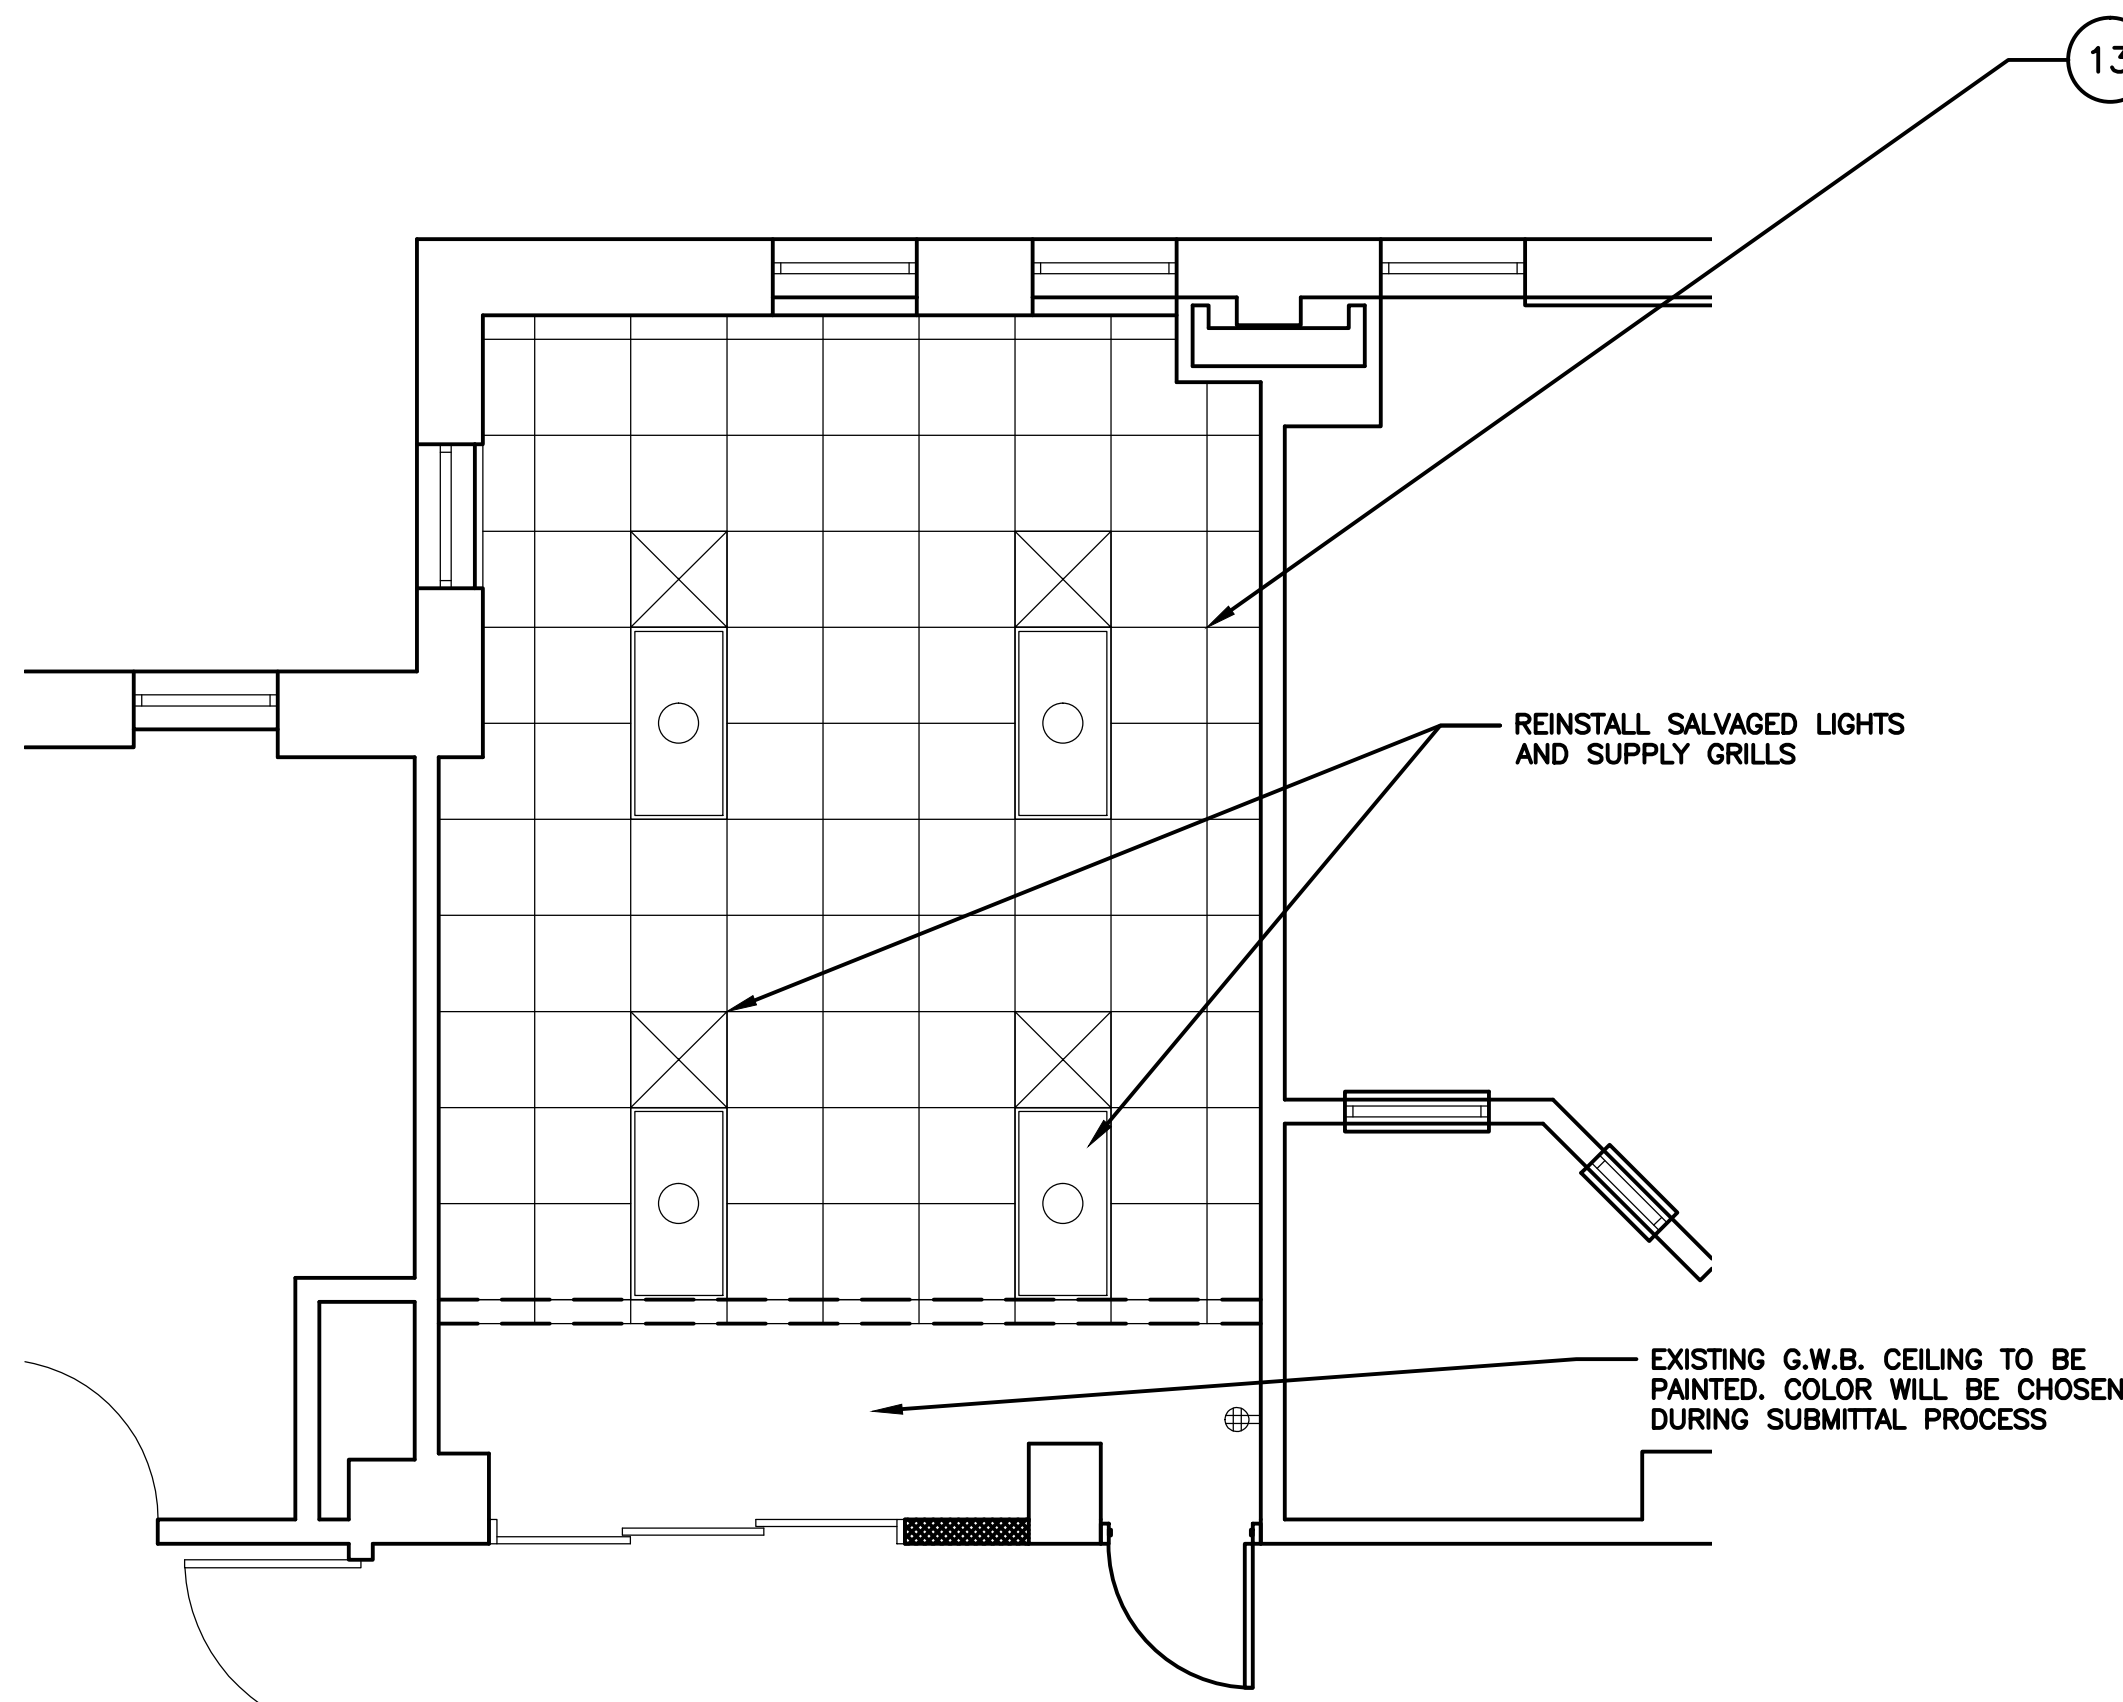 13
REINSTALL SALVAGED LIGHTS
AND SUPPLY GRILLS
EXISTING G.W.B. CEILING TO BE
PAINTED. COLOR WILL BE CHOSEN
DURING SUBMITTAL PROCESS